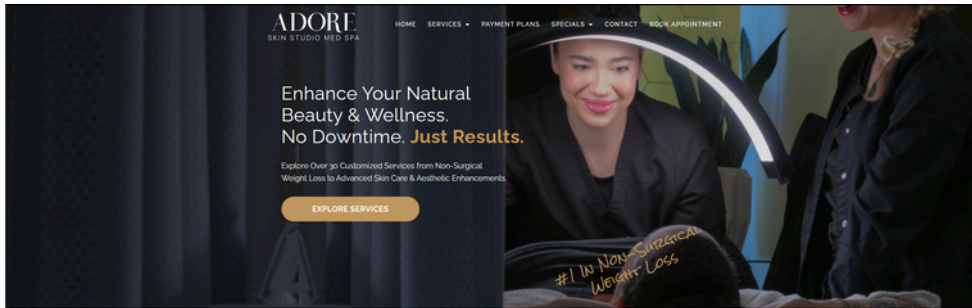 ADORE
SKIN STUDIO MED SPA
HOME SERVICES PAYMENT PLANS SPECIALS CONTACT BOOK APPOINTMENT
Enhance Your Natural
Beauty & Wellness.
No Downtime. Just Results.
Explore Over 30 Customized Services from Non-Surgical
Weight Loss to Advanced Skin Care & Aesthetic Enhancements.
EXPLORE SERVICES
#1 In Non-Surgical
Weight Loss